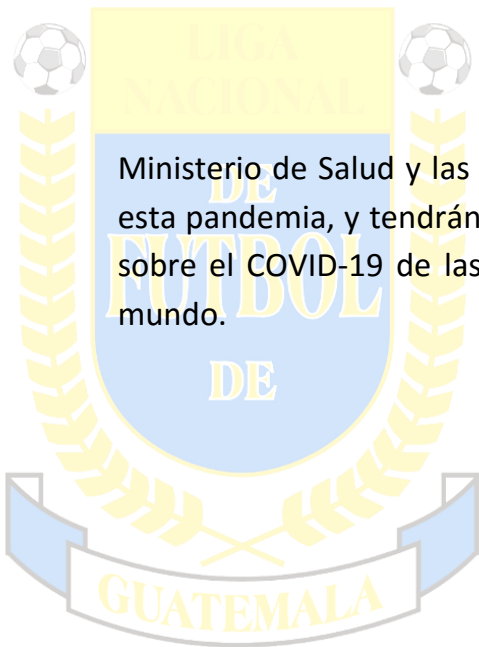 LIGA
NACIONAL
Ministerio de Salud y las
DE
esta pandemia, y tendrán
sobre el COVID-19 de las
FUTBOL
mundo.
DE
GUATEMALA